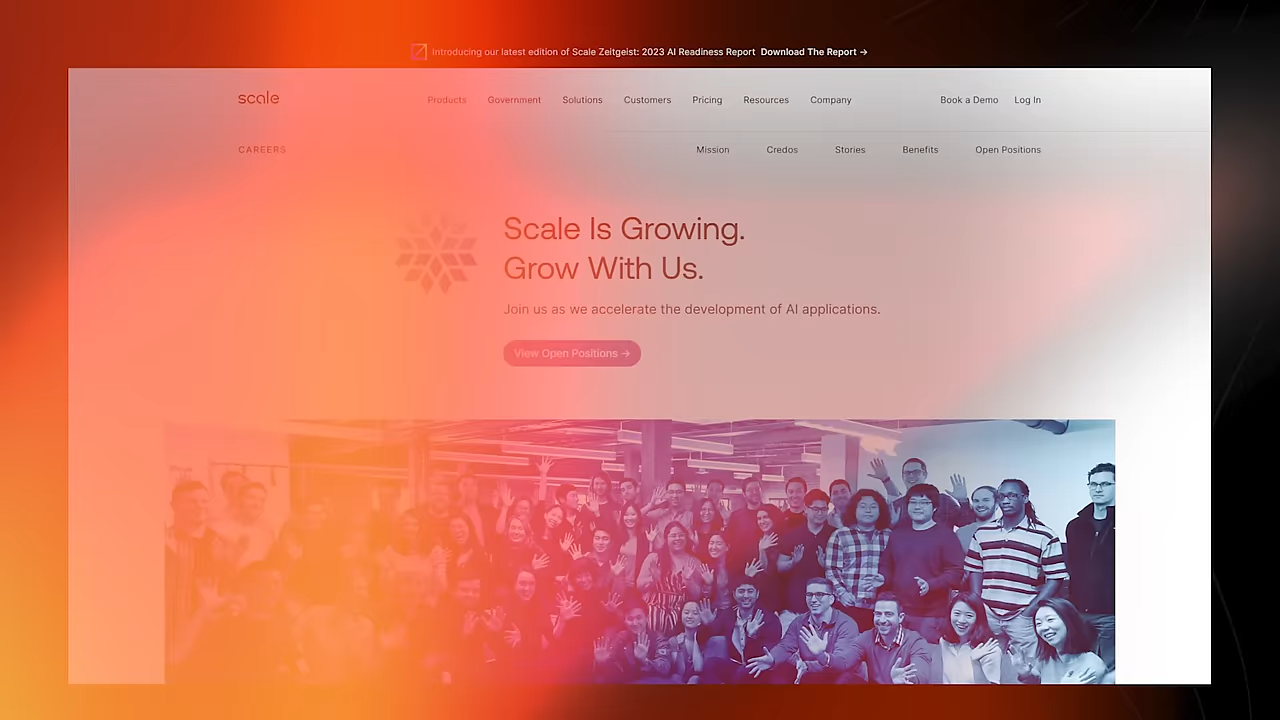 Introducing our latest edition of Scale Zeitgeist: 2023 AI Readiness Report Download The Report →
scale Products Government Solutions Customers Pricing Resources Company Book a Demo Log In
CAREERS Mission Credos Stories Benefits Open Positions
Scale Is Growing.
Grow With Us.
Join us as we accelerate the development of AI applications.
View Open Positions →